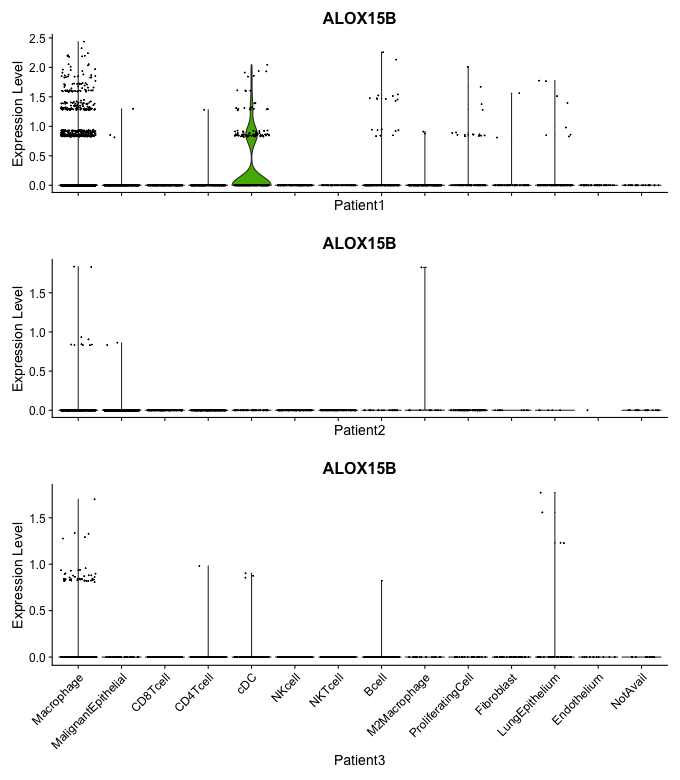 ALOX15B
Expression Level
2.5
2.0
1.5
1.0
0.5
0.0
Patient1
ALOX15B
Expression Level
1.5
1.0
0.5
0.0
Patient2
ALOX15B
Expression Level
1.5
1.0
0.5
0.0
Macrophage
MalignantEpithelial
CD8Tcell
CD4Tcell
cDC
NKcell
NKTcell
Bcell
M2Macrophage
ProliferatingCell
Fibroblast
LungEpithelium
Endothelium
NotAvail
Patient3